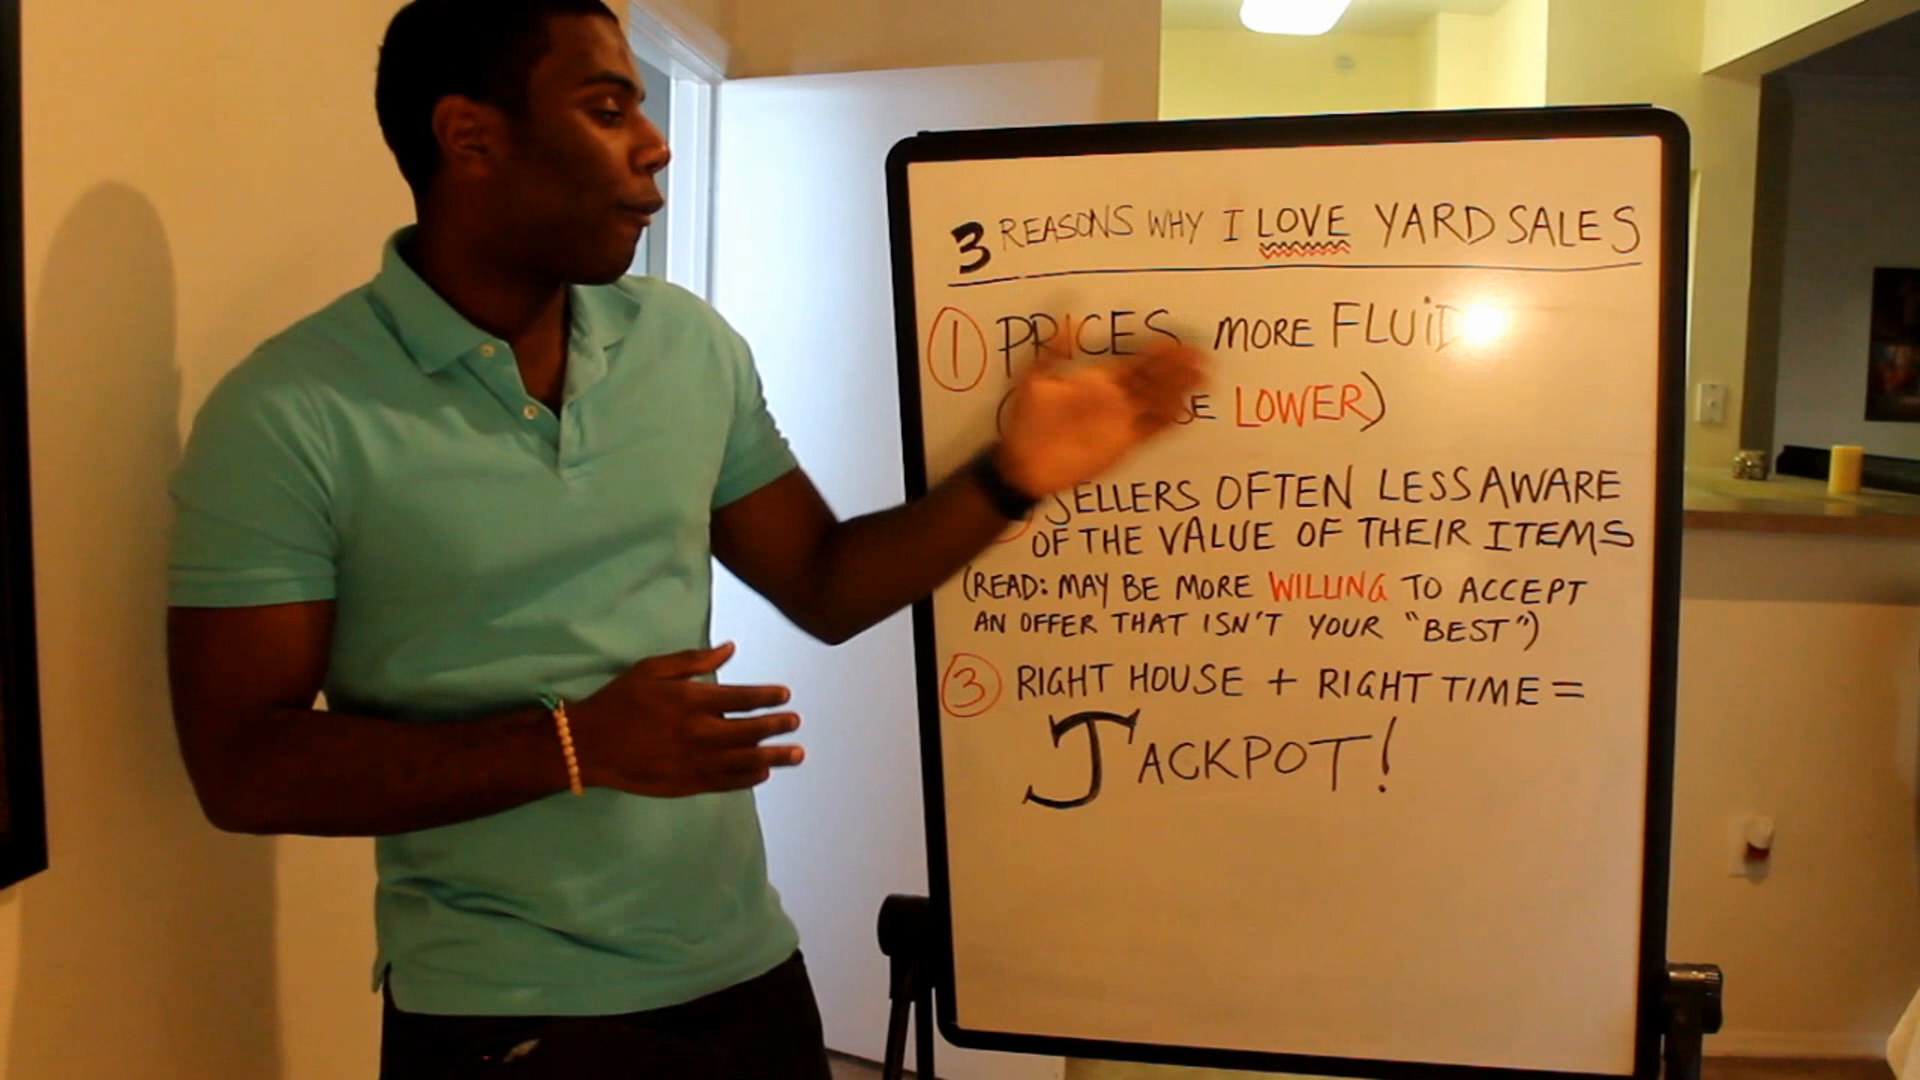 3 REASONS WHY I LOVE YARD SALES
1 PRICES MORE FLUID
LOWER)
SELLERS OFTEN LESS AWARE
OF THE VALUE OF THEIR ITEMS
(READ: MAY BE MORE WILLING TO ACCEPT
AN OFFER THAT ISN'T YOUR "BEST")
3 RIGHT HOUSE + RIGHT TIME =
JACKPOT!